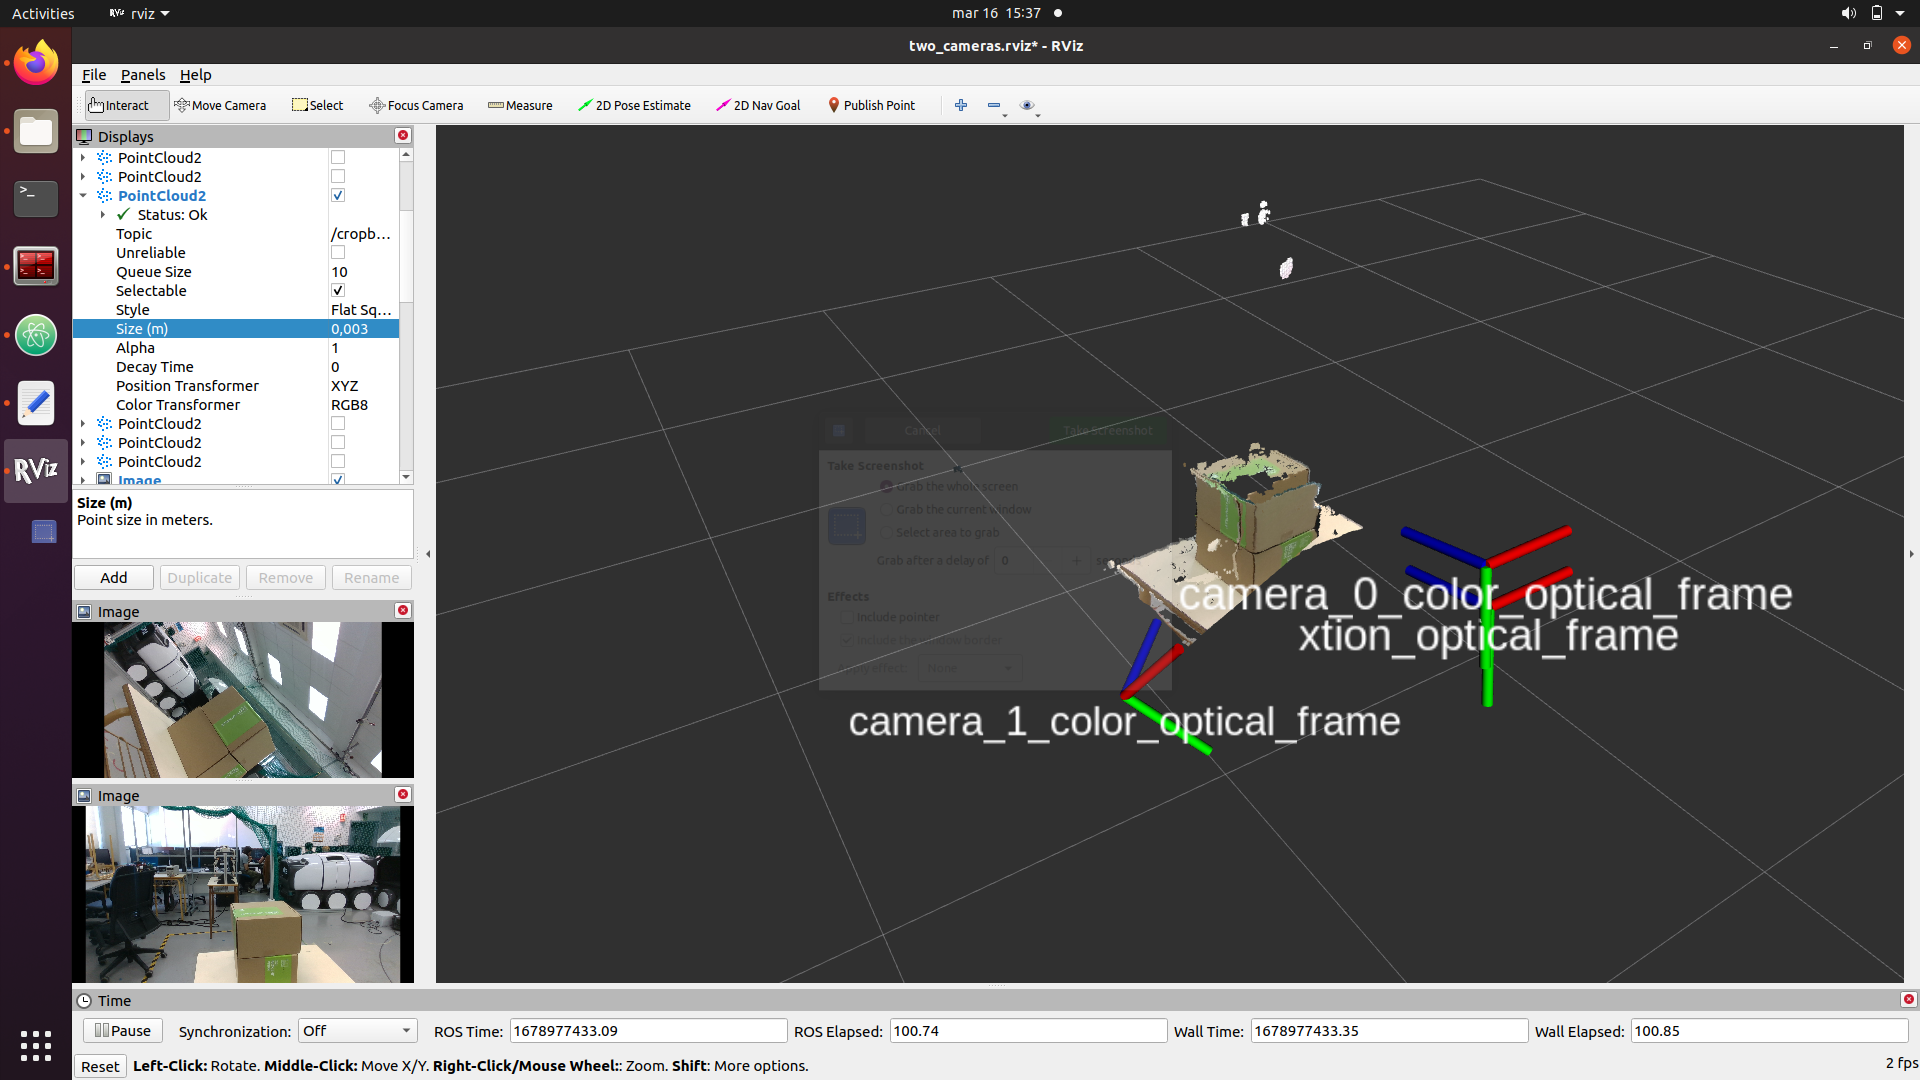 Activities
rviz
mar 16 15:37
two_cameras.rviz* - RViz
File Panels Help
Interact
Move Camera
Select
Focus Camera
Measure
2D Pose Estimate
2D Nav Goal
Publish Point
Displays
PointCloud2
PointCloud2
PointCloud2
Status: Ok
Topic /cropb...
Unreliable
Queue Size 10
Selectable
Style Flat Sq...
Size (m) 0,003
Alpha 1
Decay Time 0
Position Transformer XYZ
Color Transformer RGB8
PointCloud2
PointCloud2
PointCloud2
Image
Size (m)
Point size in meters.
Add Duplicate Remove Rename
Image
Image
RViz
Cancel Take Screenshot
Take Screenshot
Grab the whole screen
Grab the current window
Select area to grab
Grab after a delay of 0
Effects
Include pointer
Include the window border
Apply effect: None
camera_0_color_optical_frame
xtion_optical_frame
camera_1_color_optical_frame
Time
Pause Synchronization: Off ROS Time: 1678977433.09 ROS Elapsed: 100.74 Wall Time: 1678977433.35 Wall Elapsed: 100.85
Reset Left-Click: Rotate. Middle-Click: Move X/Y. Right-Click/Mouse Wheel:: Zoom. Shift: More options. 2 fps